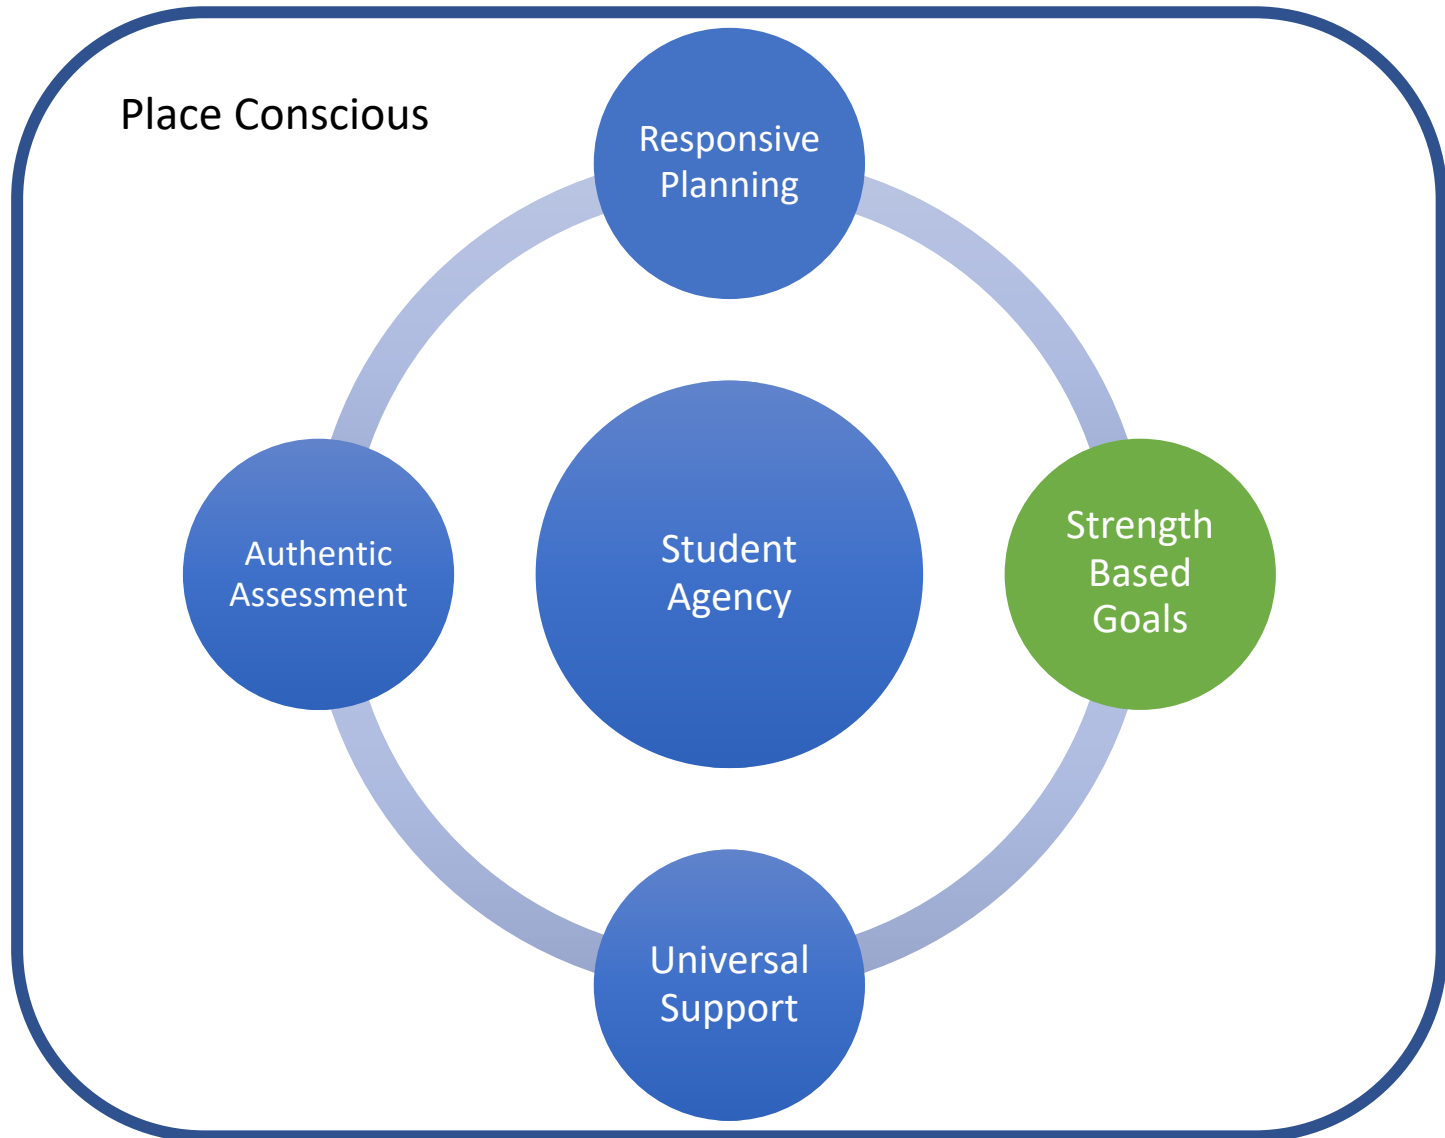 Place Conscious
Responsive
Planning
Authentic
Assessment
Student
Agency
Strength
Based
Goals
Universal
Support